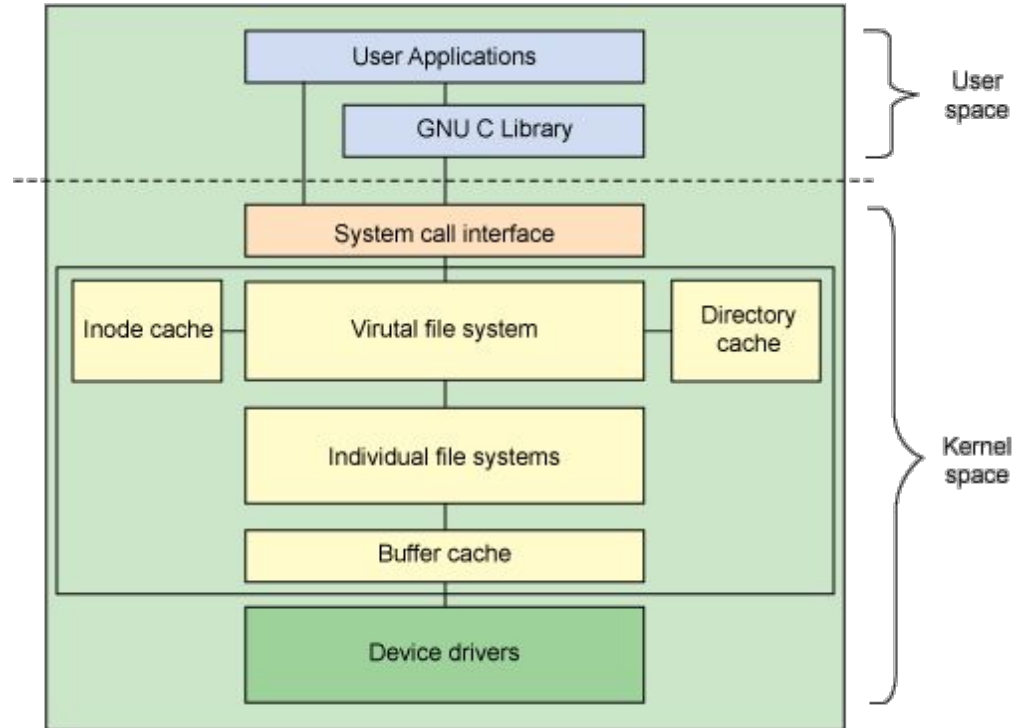 User Applications
GNU C Library
User
space
System call interface
Inode cache
Virutal file system
Directory
cache
Individual file systems
Kernel
space
Buffer cache
Device drivers